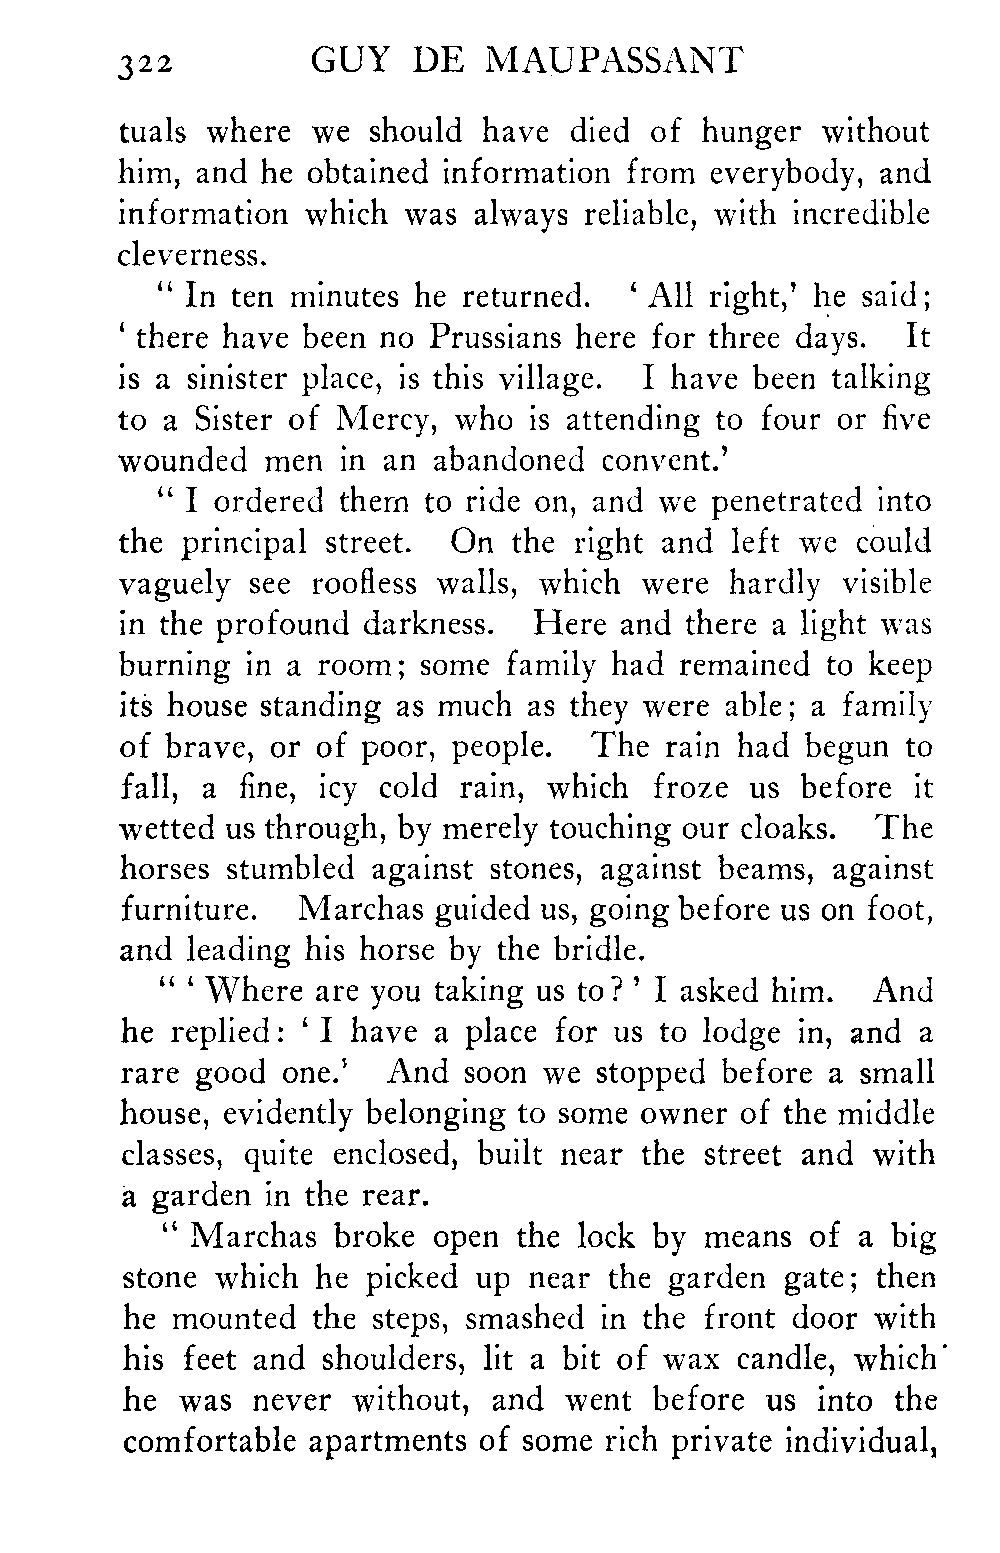 322 GUY DE MAUPASSANT
tuals where we should have died of hunger without
him, and he obtained information from everybody, and
information which was always reliable, with incredible
cleverness.
“ In ten minutes he returned. ‘ All right,’ he said;
‘ there have been no Prussians here for three days. It
is a sinister place, is this village. I have been talking
to a Sister of Mercy, who is attending to four or five
wounded men in an abandoned convent.’
“ I ordered them to ride on, and we penetrated into
the principal street. On the right and left we could
vaguely see roofless walls, which were hardly visible
in the profound darkness. Here and there a light was
burning in a room; some family had remained to keep
its house standing as much as they were able; a family
of brave, or of poor, people. The rain had begun to
fall, a fine, icy cold rain, which froze us before it
wetted us through, by merely touching our cloaks. The
horses stumbled against stones, against beams, against
furniture. Marchas guided us, going before us on foot,
and leading his horse by the bridle.
“ ‘ Where are you taking us to? ’ I asked him. And
he replied: ‘ I have a place for us to lodge in, and a
rare good one.’ And soon we stopped before a small
house, evidently belonging to some owner of the middle
classes, quite enclosed, built near the street and with
a garden in the rear.
“ Marchas broke open the lock by means of a big
stone which he picked up near the garden gate; then
he mounted the steps, smashed in the front door with
his feet and shoulders, lit a bit of wax candle, which
he was never without, and went before us into the
comfortable apartments of some rich private individual,